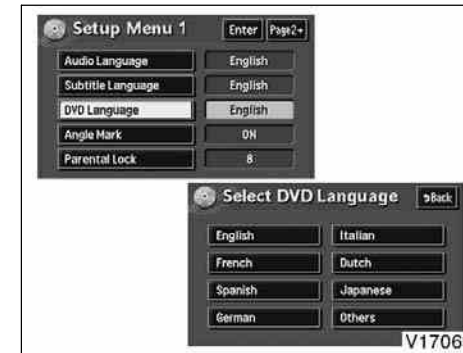 Setup Menu 1 Enter Page2→
Audio Language English
Subtitle Language English
DVD Language English
Angle Mark ON
Parental Lock 8
Select DVD Language Back
English Italian
French Dutch
Spanish Japanese
German Others
V1706